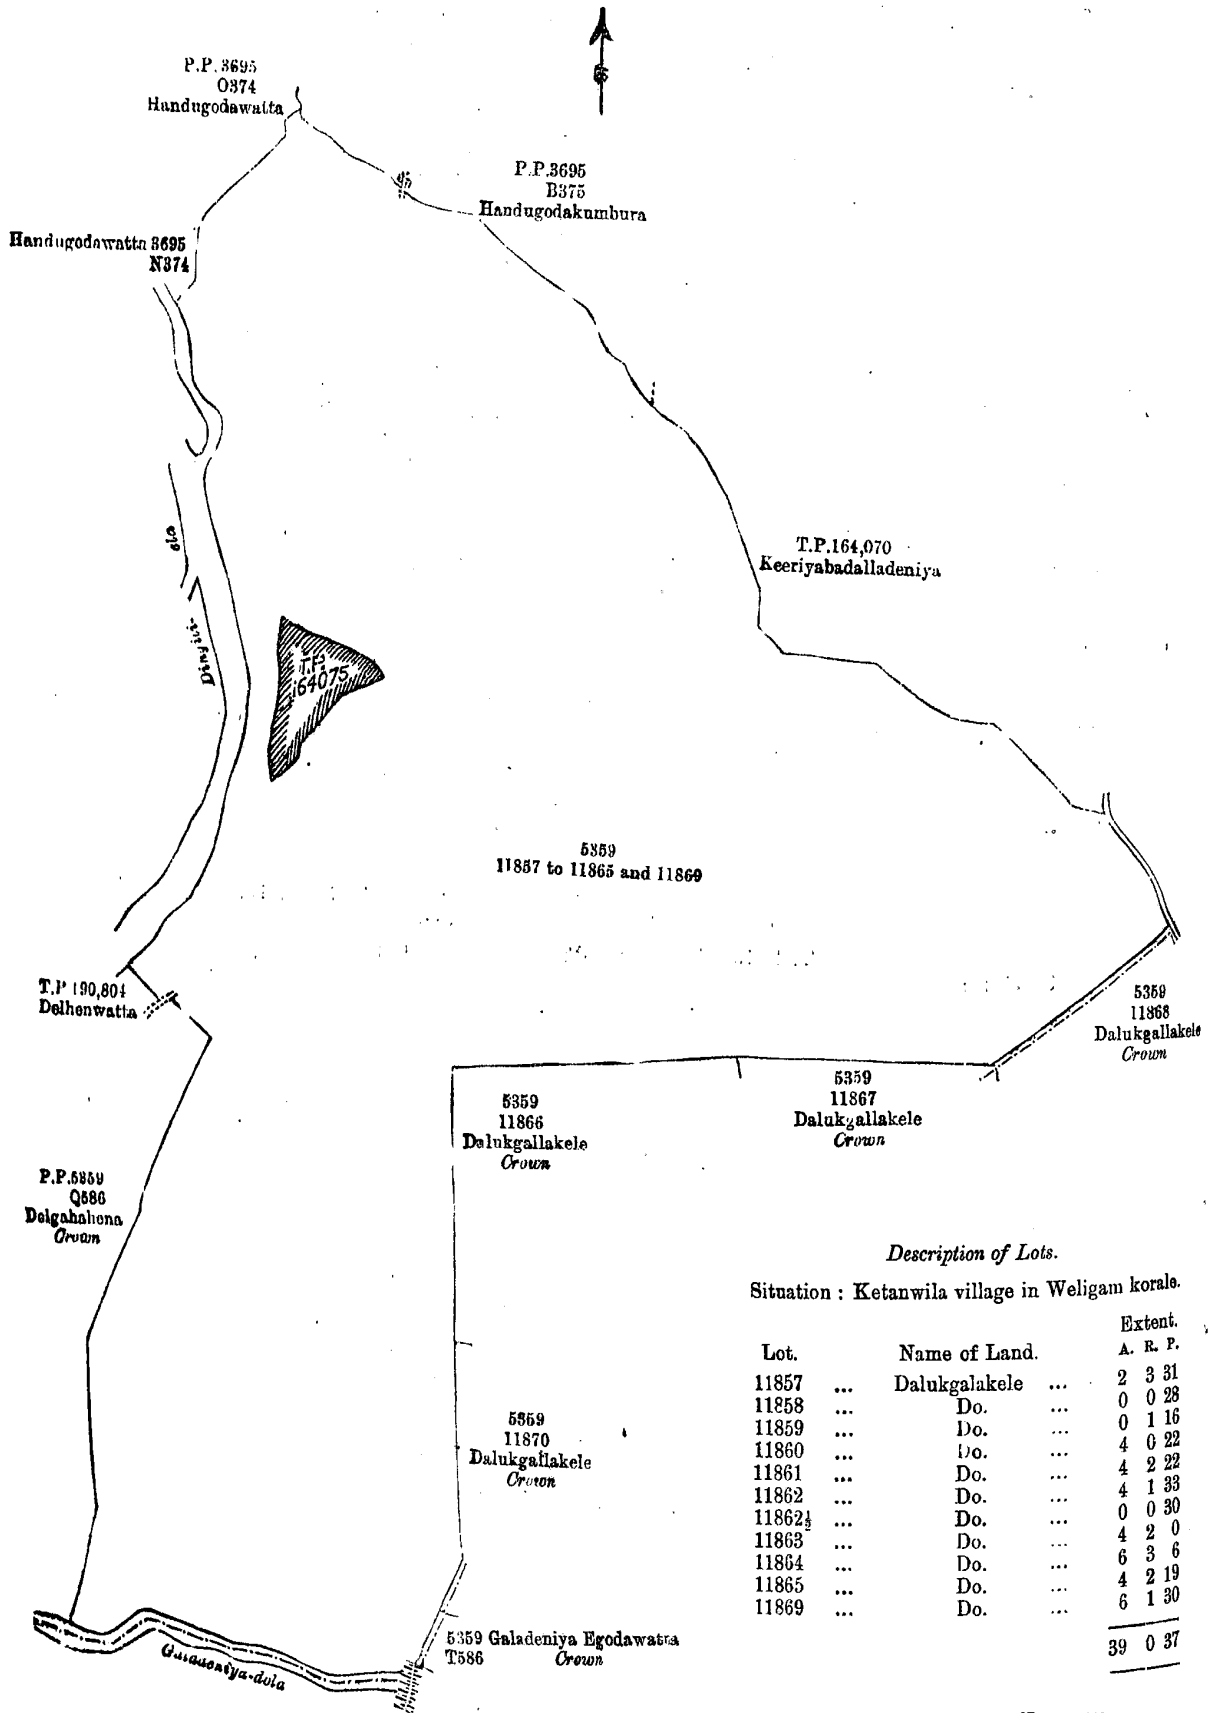 P.P. 3695
O374
Handugodawatta
P.P.3695
B375
Handugodakumbura
Handugodawatta 3695
N374
T.P.164,070
Keeriyabadalladeniya
ela
Dingiri-
T.P.
164075
5359
11857 to 11865 and 11869
T.P 190,804
Delhenwatta
5359
11868
Dalukgallakele
Crown
5359
11866
Dalukgallakele
Crown
5359
11867
Dalukgallakele
Crown
P.P.5359
Q586
Delgahahena
Crown
Description of Lots.
Situation : Ketanwila village in Weligam korale.
Extent.
Lot. Name of Land. A. R. P.
11857 ... Dalukgalakele ... 2 3 31
11858 ... Do. ... 0 0 28
11859 ... Do. ... 0 1 16
11860 ... Do. ... 4 0 22
11861 ... Do. ... 4 2 22
11862 ... Do. ... 4 1 33
11862½ ... Do. ... 0 0 30
11863 ... Do. ... 4 2 0
11864 ... Do. ... 6 3 6
11865 ... Do. ... 4 2 19
11869 ... Do. ... 6 1 30
39 0 37
5359
11870
Dalukgallakele
Crown
5359 Galadeniya Egodawatta
T586 Crown
Galadeniya-dola